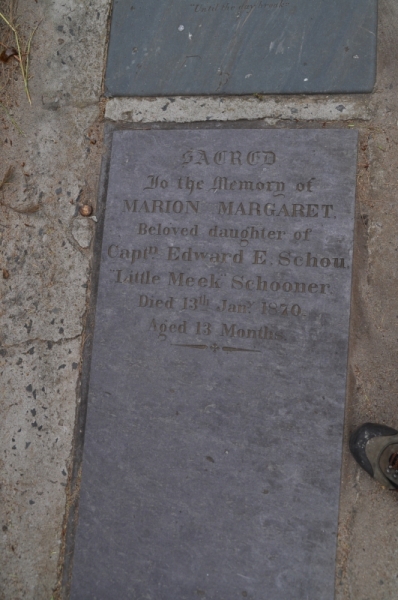 SACRED
To the Memory of
MARION MARGARET.
Beloved daughter of
Captn. Edward E. Schou.
Little Meek Schooner
Died 13th Jan. 1870
Aged 13 Months